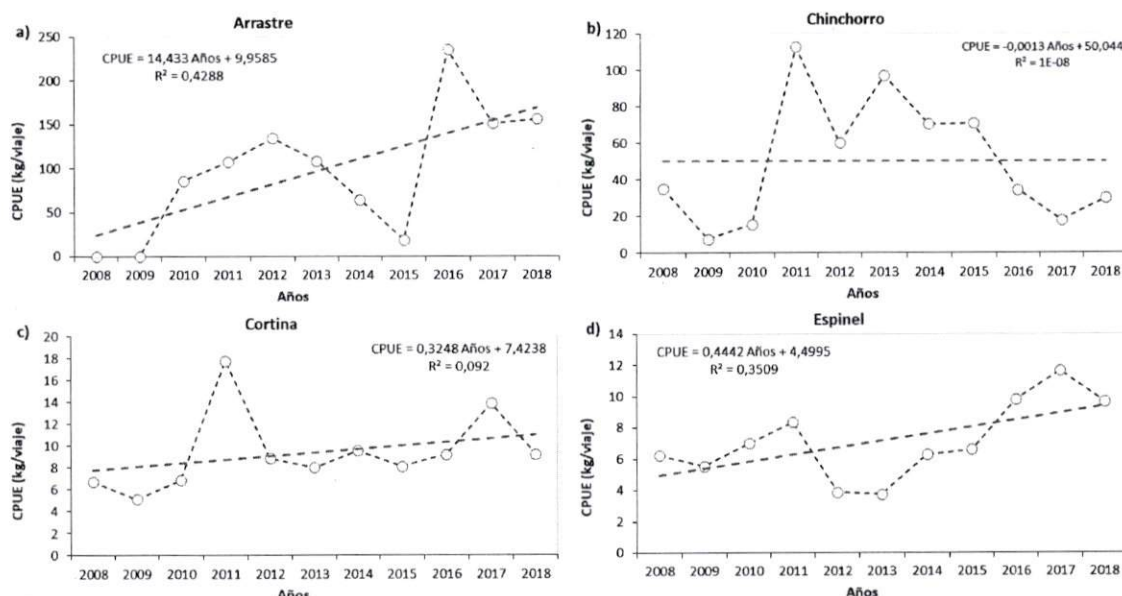 a)
Arrastre
CPUE = 14,433 Años + 9,9585
R² = 0,4288
CPUE (kg/viaje)
250
200
150
100
50
0
2008 2009 2010 2011 2012 2013 2014 2015 2016 2017 2018
Años
b)
Chinchorro
CPUE = -0,0013 Años + 50,044
R² = 1E-08
CPUE (kg/viaje)
120
100
80
60
40
20
0
2008 2009 2010 2011 2012 2013 2014 2015 2016 2017 2018
Años
c)
Cortina
CPUE = 0,3248 Años + 7,4238
R² = 0,092
CPUE (kg/viaje)
20
18
16
14
12
10
8
6
4
2
0
2008 2009 2010 2011 2012 2013 2014 2015 2016 2017 2018
Años
d)
Espinel
CPUE = 0,4442 Años + 4,4995
R² = 0,3509
CPUE (kg/viaje)
14
12
10
8
6
4
2
0
2008 2009 2010 2011 2012 2013 2014 2015 2016 2017 2018
Años